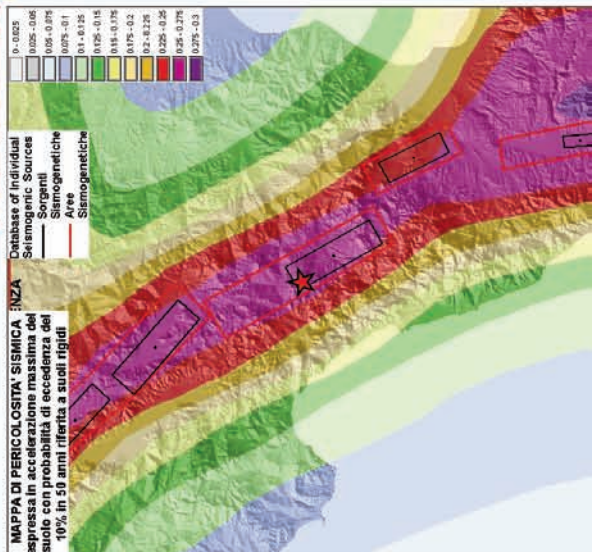 MAPPA DI PERICOLOSITA' SISMICA
espressa in accelerazione massima del
suolo con probabilità di eccedenza del
10% in 50 anni riferita a suoli rigidi
ENZA
Database of Individual
Seismogenic Sources
Sorgenti
Sismogenetiche
Aree
Sismogenetiche
0 - 0.025
0.025 - 0.05
0.05 - 0.075
0.075 - 0.1
0.1 - 0.125
0.125 - 0.15
0.15 - 0.175
0.175 - 0.2
0.2 - 0.225
0.225 - 0.25
0.25 - 0.275
0.275 - 0.3